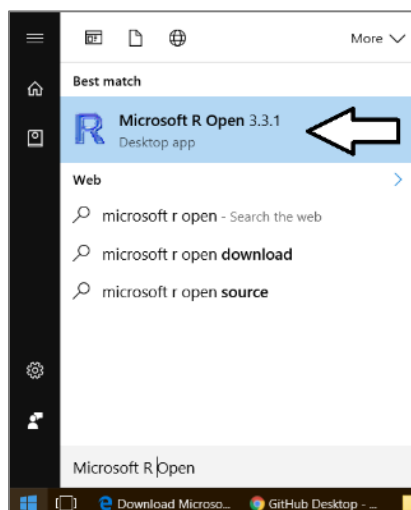 More
Best match
Microsoft R Open 3.3.1
Desktop app
Web
microsoft r open - Search the web
microsoft r open download
microsoft r open source
Microsoft R Open
Download Microso... GitHub Desktop - ...